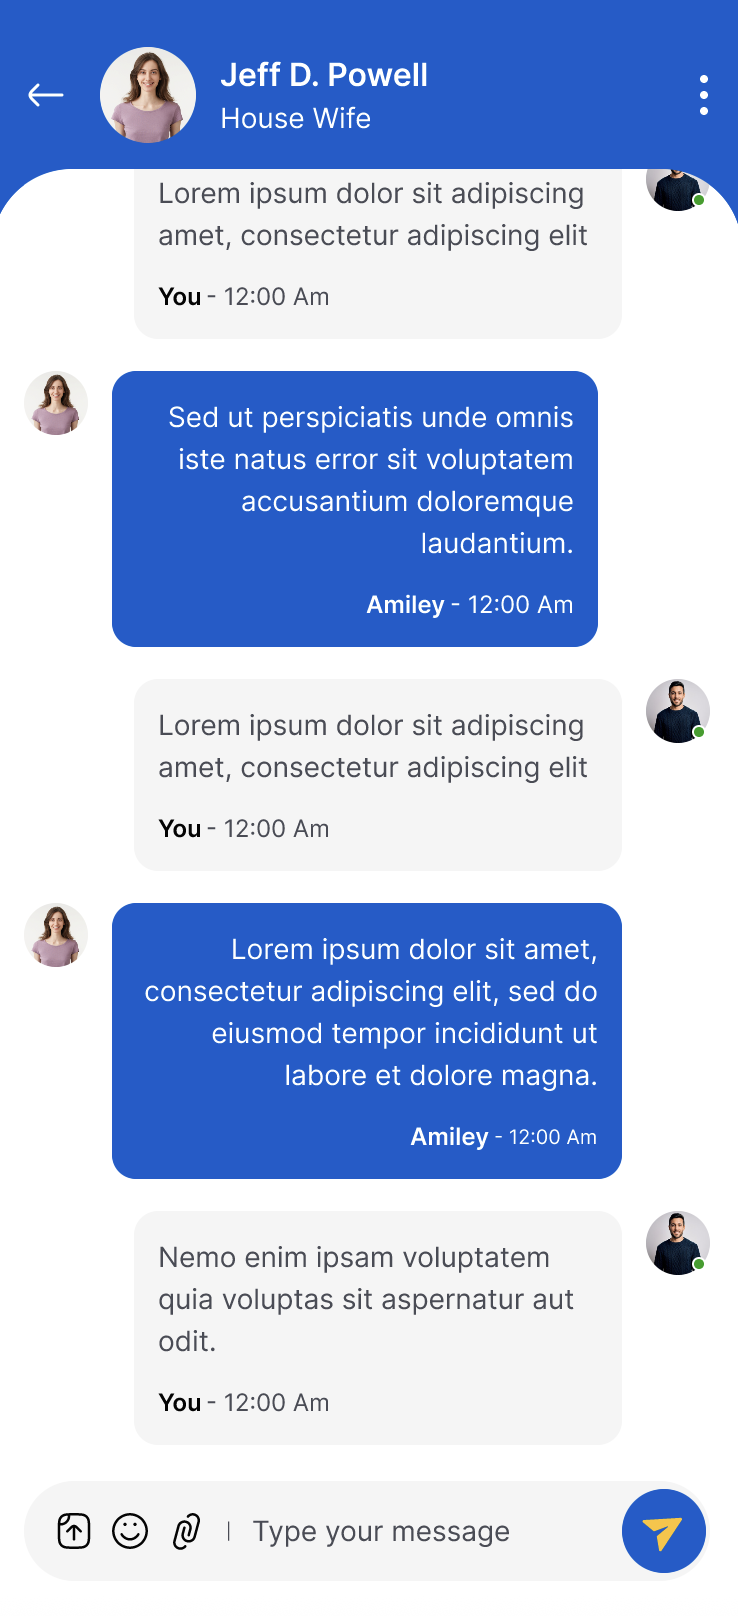 Jeff D. Powell
House Wife
Lorem ipsum dolor sit adipiscing
amet, consectetur adipiscing elit
You - 12:00 Am
Sed ut perspiciatis unde omnis
iste natus error sit voluptatem
accusantium doloremque
laudantium.
Amiley - 12:00 Am
Lorem ipsum dolor sit adipiscing
amet, consectetur adipiscing elit
You - 12:00 Am
Lorem ipsum dolor sit amet,
consectetur adipiscing elit, sed do
eiusmod tempor incididunt ut
labore et dolore magna.
Amiley - 12:00 Am
Nemo enim ipsam voluptatem
quia voluptas sit aspernatur aut
odit.
You - 12:00 Am
Type your message